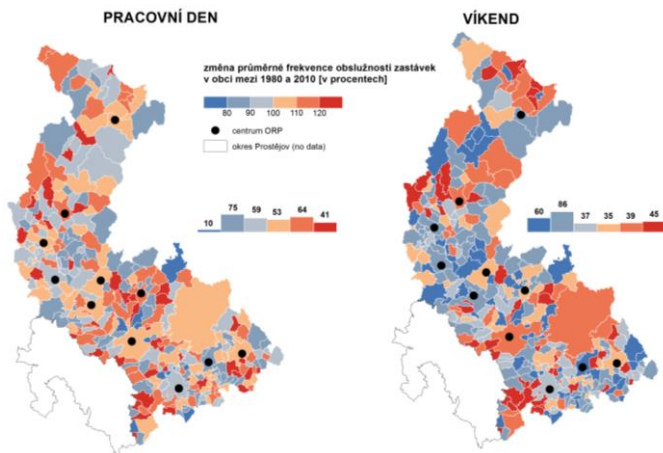 PRACOVNÍ DEN
VÍKEND
změna průměrné frekvence obslužnosti zastávek
v obci mezi 1980 a 2010 [v procentech]
80 90 100 110 120
centrum ORP
okres Prostějov (no data)
10 75 59 53 64 41
60 86 37 35 39 45